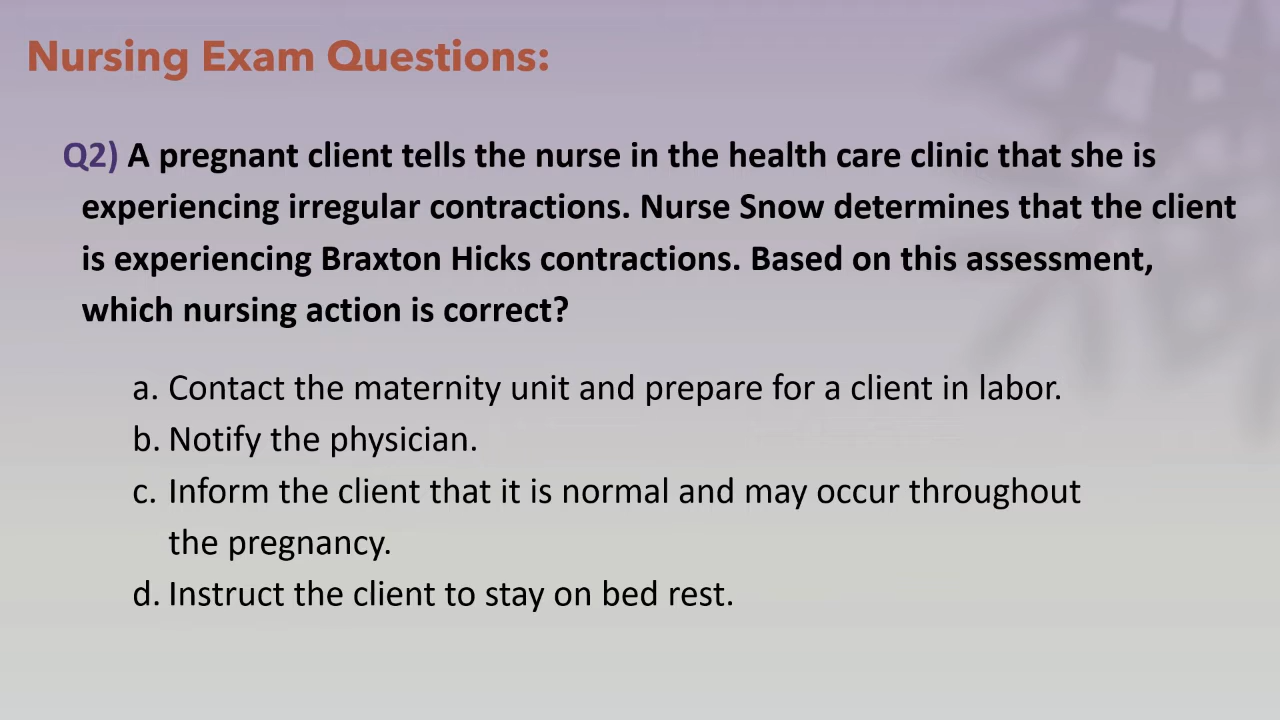 Nursing Exam Questions:
Q2) A pregnant client tells the nurse in the health care clinic that she is
experiencing irregular contractions. Nurse Snow determines that the client
is experiencing Braxton Hicks contractions. Based on this assessment,
which nursing action is correct?
a. Contact the maternity unit and prepare for a client in labor.
b. Notify the physician.
c. Inform the client that it is normal and may occur throughout
the pregnancy.
d. Instruct the client to stay on bed rest.